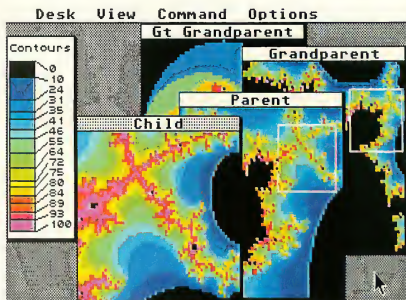 Desk View Command Options
Gt Grandparent
Grandparent
Parent
Child
Contours
0
10
24
31
35
41
46
55
64
72
75
80
84
89
93
100